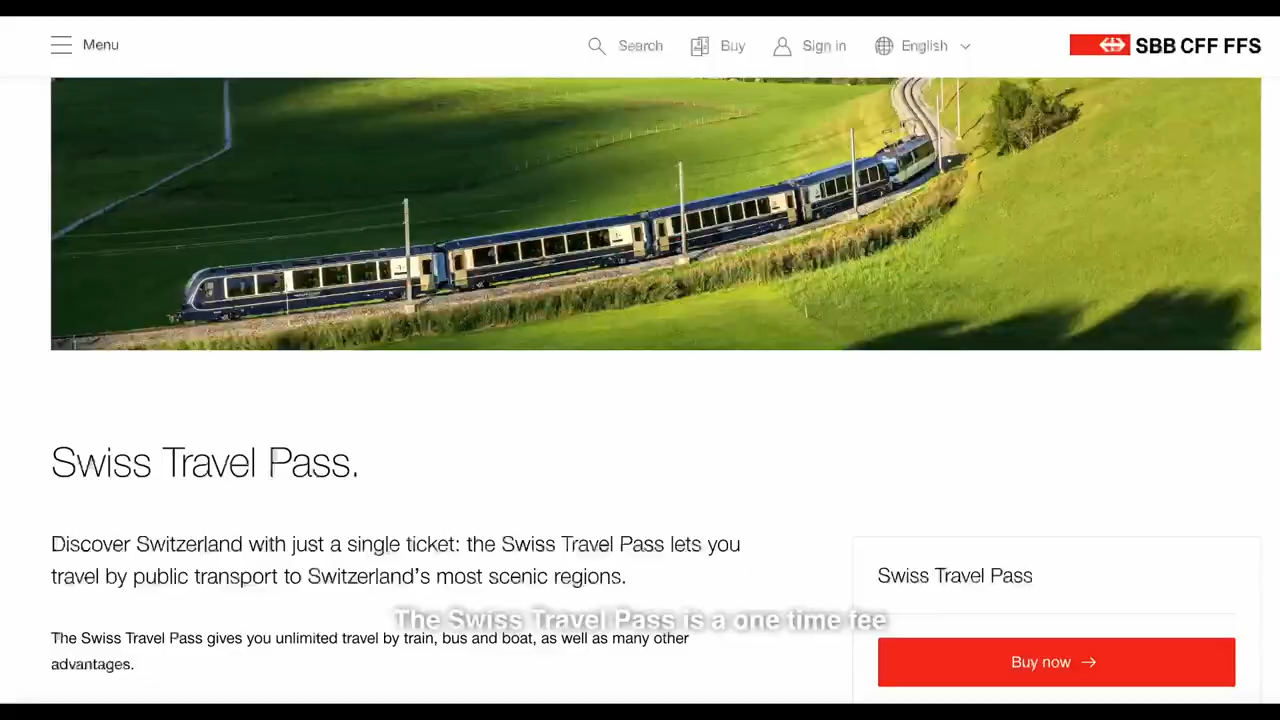 Menu
Search
Buy
Sign in
English
SBB CFF FFS
Swiss Travel Pass.
Discover Switzerland with just a single ticket: the Swiss Travel Pass lets you
travel by public transport to Switzerland's most scenic regions.
Swiss Travel Pass
The Swiss Travel Pass is a one time fee
The Swiss Travel Pass gives you unlimited travel by train, bus and boat, as well as many other
advantages.
Buy now →